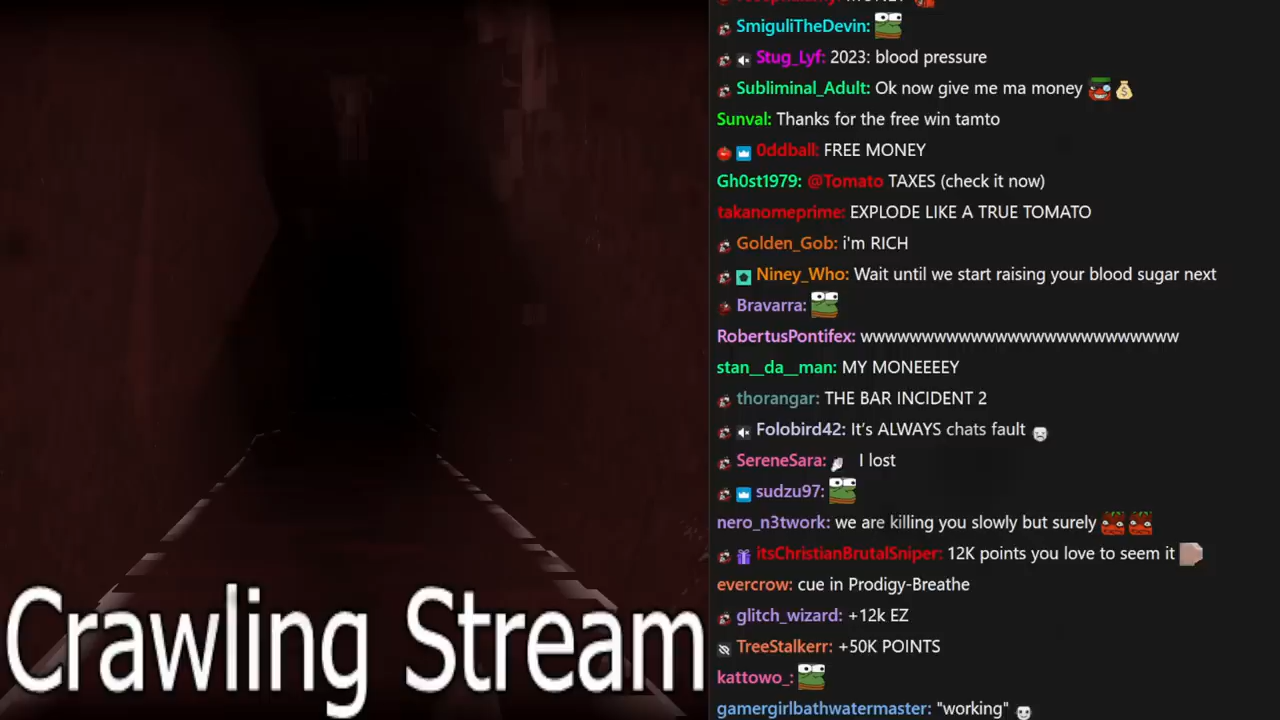 SmiguliTheDevin:
Stug_Lyf: 2023: blood pressure
Subliminal_Adult: Ok now give me ma money
Sunval: Thanks for the free win tamto
0ddball: FREE MONEY
Gh0st1979: @Tomato TAXES (check it now)
takanomeprime: EXPLODE LIKE A TRUE TOMATO
Golden_Gob: i'm RICH
Niney_Who: Wait until we start raising your blood sugar next
Bravarra:
RobertusPontifex: wwwwwwwwwwwwwwwwwwwwwwwwwww
stan__da__man: MY MONEEEEY
thorangar: THE BAR INCIDENT 2
Folobird42: It's ALWAYS chats fault
SereneSara: I lost
sudzu97:
nero_n3twork: we are killing you slowly but surely
itsChristianBrutalSniper: 12K points you love to seem it
evercrow: cue in Prodigy-Breathe
glitch_wizard: +12k EZ
TreeStalkerr: +50K POINTS
kattowo_:
gamergirlbathwatermaster: "working"
Crawling Stream